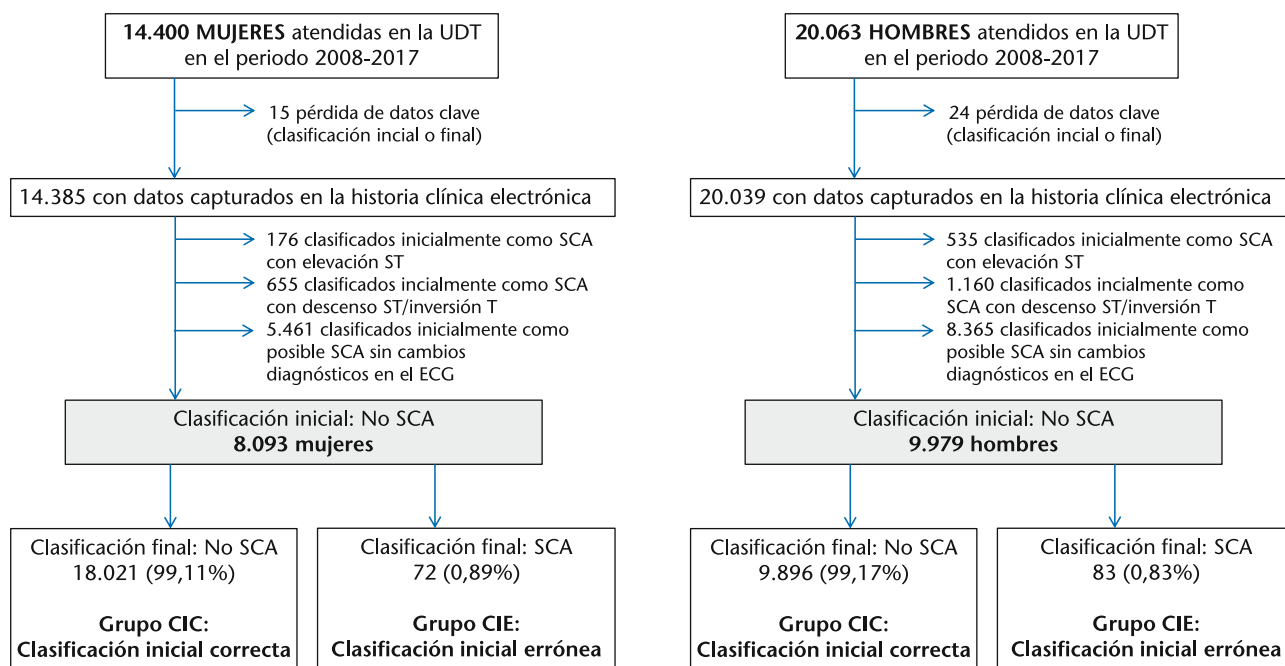 14.400 MUJERES atendidas en la UDT
en el periodo 2008-2017
15 pérdida de datos clave
(clasificación incial o final)
14.385 con datos capturados en la historia clínica electrónica
176 clasificados inicialmente como SCA
con elevación ST
655 clasificados incialmente como SCA
con descenso ST/inversión T
5.461 clasificados inicialmente como
posible SCA sin cambios
diagnósticos en el ECG
Clasificación inicial: No SCA
8.093 mujeres
Clasificación final: No SCA
18.021 (99,11%)
Grupo CIC:
Clasificación inicial correcta
Clasificación final: SCA
72 (0,89%)
Grupo CIE:
Clasificación inicial errónea
20.063 HOMBRES atendidos en la UDT
en el periodo 2008-2017
24 pérdida de datos clave
(clasificación incial o final)
20.039 con datos capturados en la historia clínica electrónica
535 clasificados inicialmente como SCA
con elevación ST
1.160 clasificados incialmente como
SCA con descenso ST/inversión T
8.365 clasificados inicialmente como
posible SCA sin cambios
diagnósticos en el ECG
Clasificación inicial: No SCA
9.979 hombres
Clasificación final: No SCA
9.896 (99,17%)
Grupo CIC:
Clasificación inicial correcta
Clasificación final: SCA
83 (0,83%)
Grupo CIE:
Clasificación inicial errónea